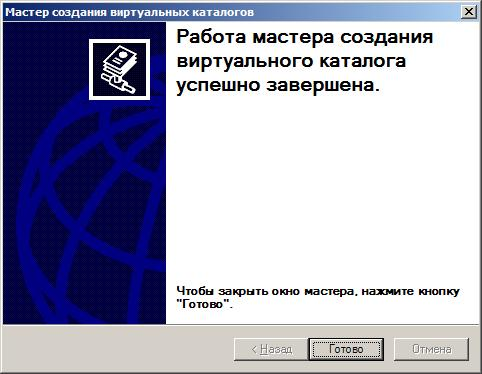 Мастер создания виртуальных каталогов
Работа мастера создания
виртуального каталога
успешно завершена.
Чтобы закрыть окно мастера, нажмите кнопку
"Готово".
< Назад Готово Отмена